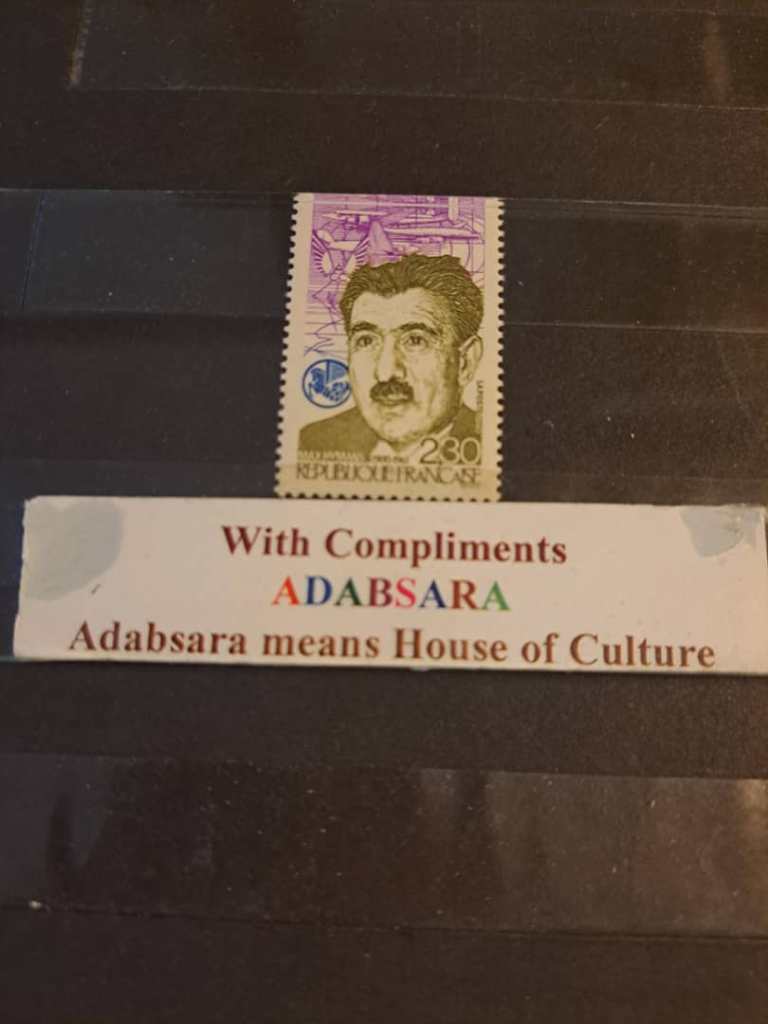 MAX HYMANS
2,30
REPUBLIQUE FRANCAISE
With Compliments
ADABSARA
Adabsara means House of Culture